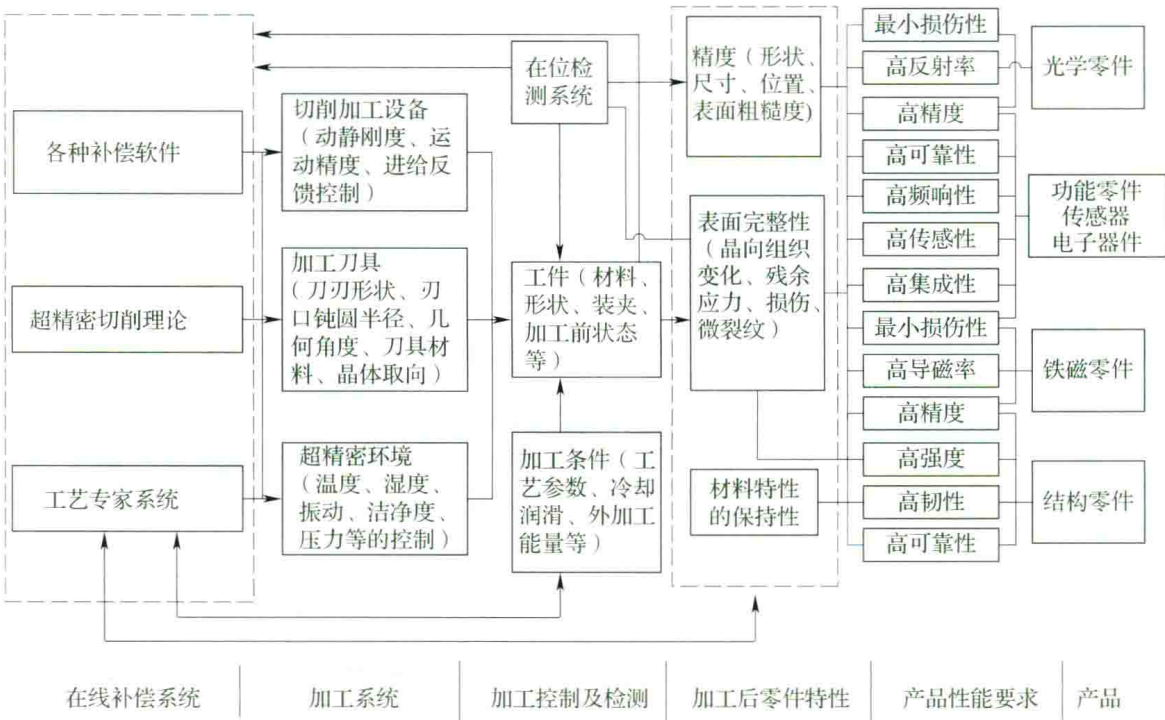 各种补偿软件
超精密切削理论
工艺专家系统
切削加工设备
（动静刚度、运
动精度、进给反
馈控制）
加工刀具
（刀刃形状、刃
口钝圆半径、几
何角度、刀具材
料、晶体取向）
超精密环境
（温度、湿度、
振动、洁净度、
压力等的控制）
在位检
测系统
工件（材料、
形状、装夹、
加工前状态
等）
加工条件（工
艺参数、冷却
润滑、外加工
能量等）
精度（形状、
尺寸、位置、
表面粗糙度)
表面完整性
（晶向组织
变化、残余
应力、损伤、
微裂纹）
材料特性
的保持性
最小损伤性
高反射率
高精度
高可靠性
高频响性
高传感性
高集成性
最小损伤性
高导磁率
高精度
高强度
高韧性
高可靠性
光学零件
功能零件
传感器
电子器件
铁磁零件
结构零件
在线补偿系统
加工系统
加工控制及检测
加工后零件特性
产品性能要求
产品